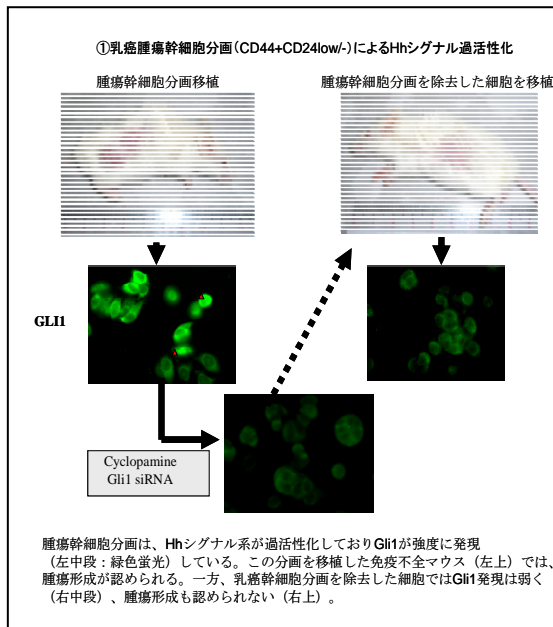 ①乳癌腫瘍幹細胞分画(CD44+CD24low/-)によるHhシグナル過活性化
腫瘍幹細胞分画移植
腫瘍幹細胞分画を除去した細胞を移植
GLI1
Cyclopamine
Gli1 siRNA
腫瘍幹細胞分画は、Hhシグナル系が過活性化しておりGli1が強度に発現
(左中段：緑色蛍光)している。この分画を移植した免疫不全マウス(左上)では、
腫瘍形成が認められる。一方、乳癌幹細胞分画を除去した細胞ではGli1発現は弱く
(右中段)、腫瘍形成も認められない(右上)。